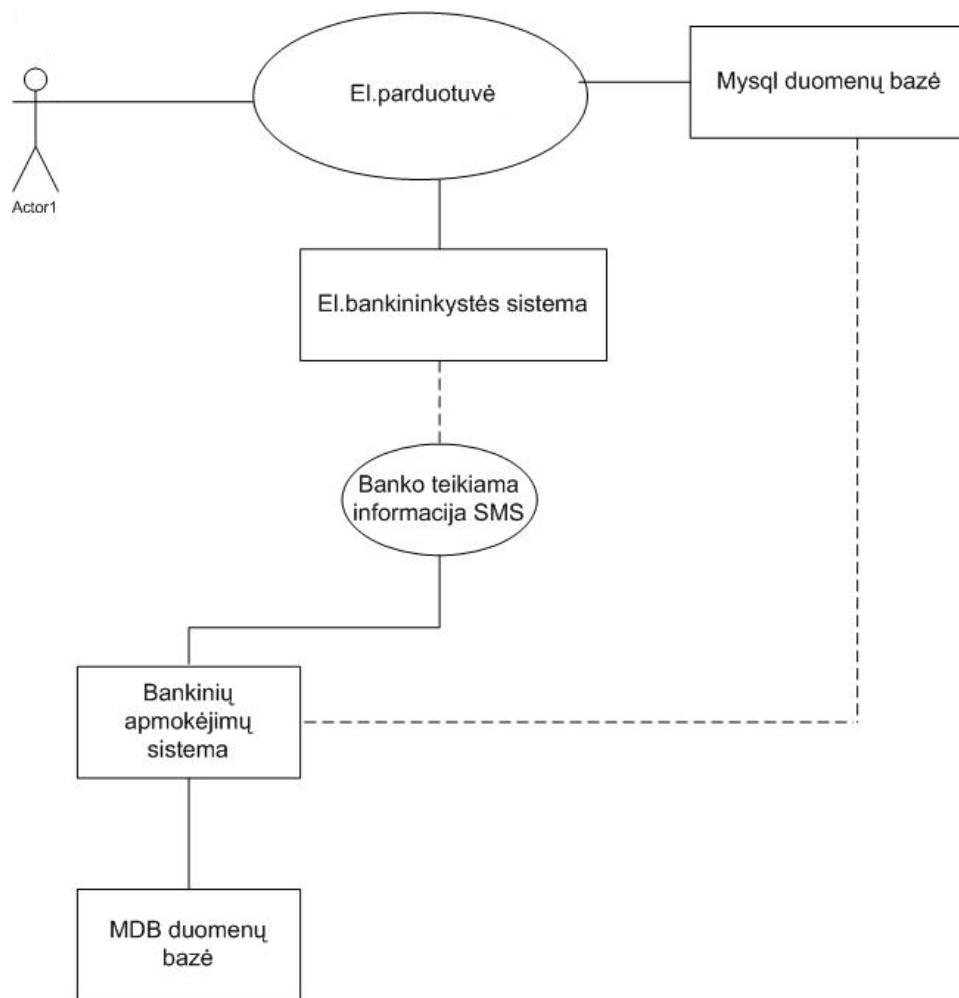 El.parduotuvė
Mysql duomenų bazė
Actor1
El.bankininkystės sistema
Banko teikiama
informacija SMS
Bankinių
apmokėjimų
sistema
MDB duomenų
bazė